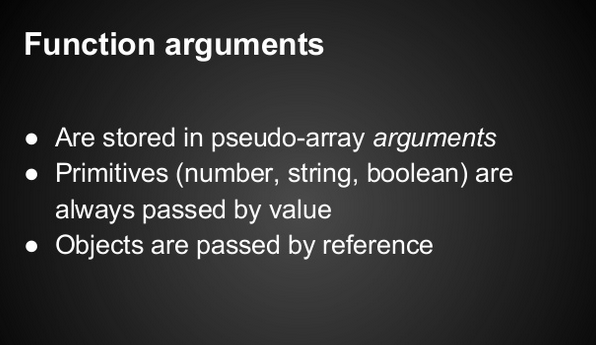 Function arguments
● Are stored in pseudo-array arguments
● Primitives (number, string, boolean) are
always passed by value
● Objects are passed by reference